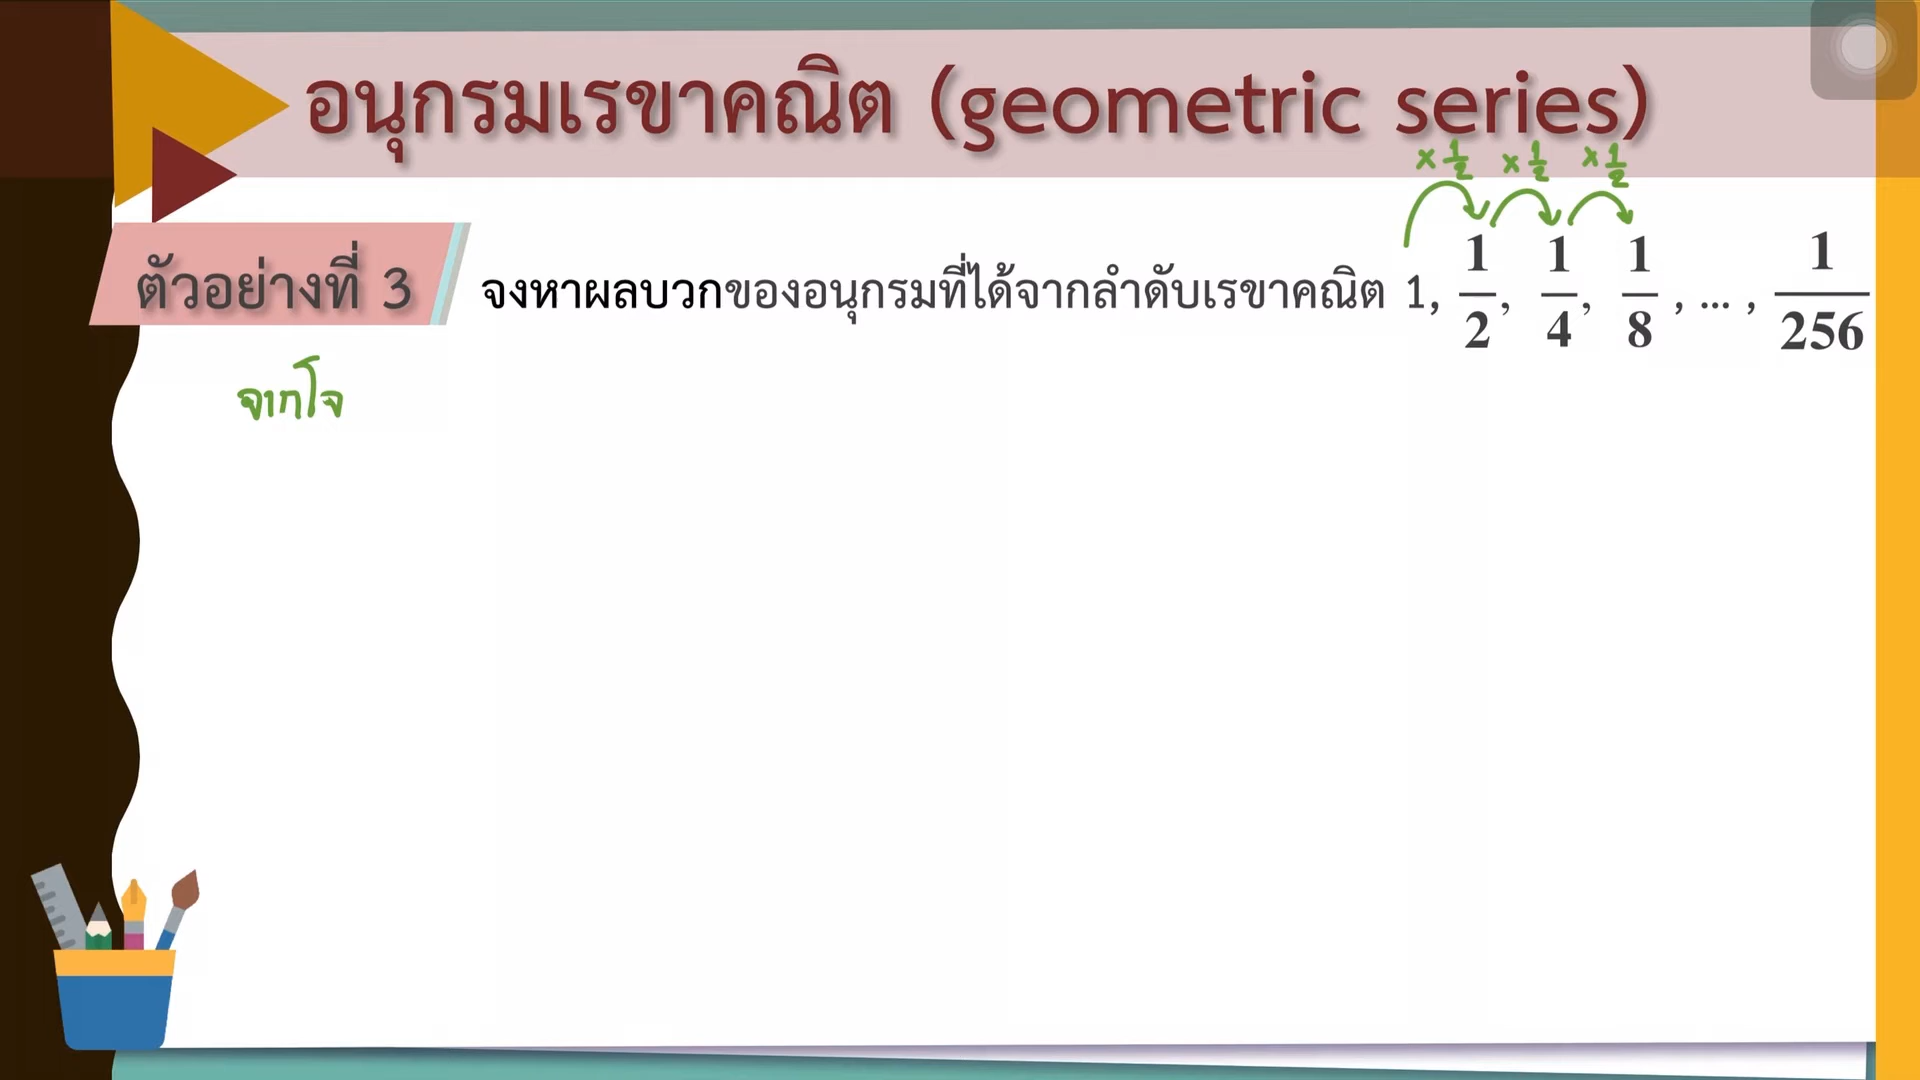 อนุกรมเรขาคณิต (geometric series)
× 1/2 × 1/2 × 1/2
ตัวอย่างที่ 3 จงหาผลบวกของอนุกรมที่ได้จากลำดับเรขาคณิต 1, 1/2, 1/4, 1/8, ... , 1/256
จากโจ